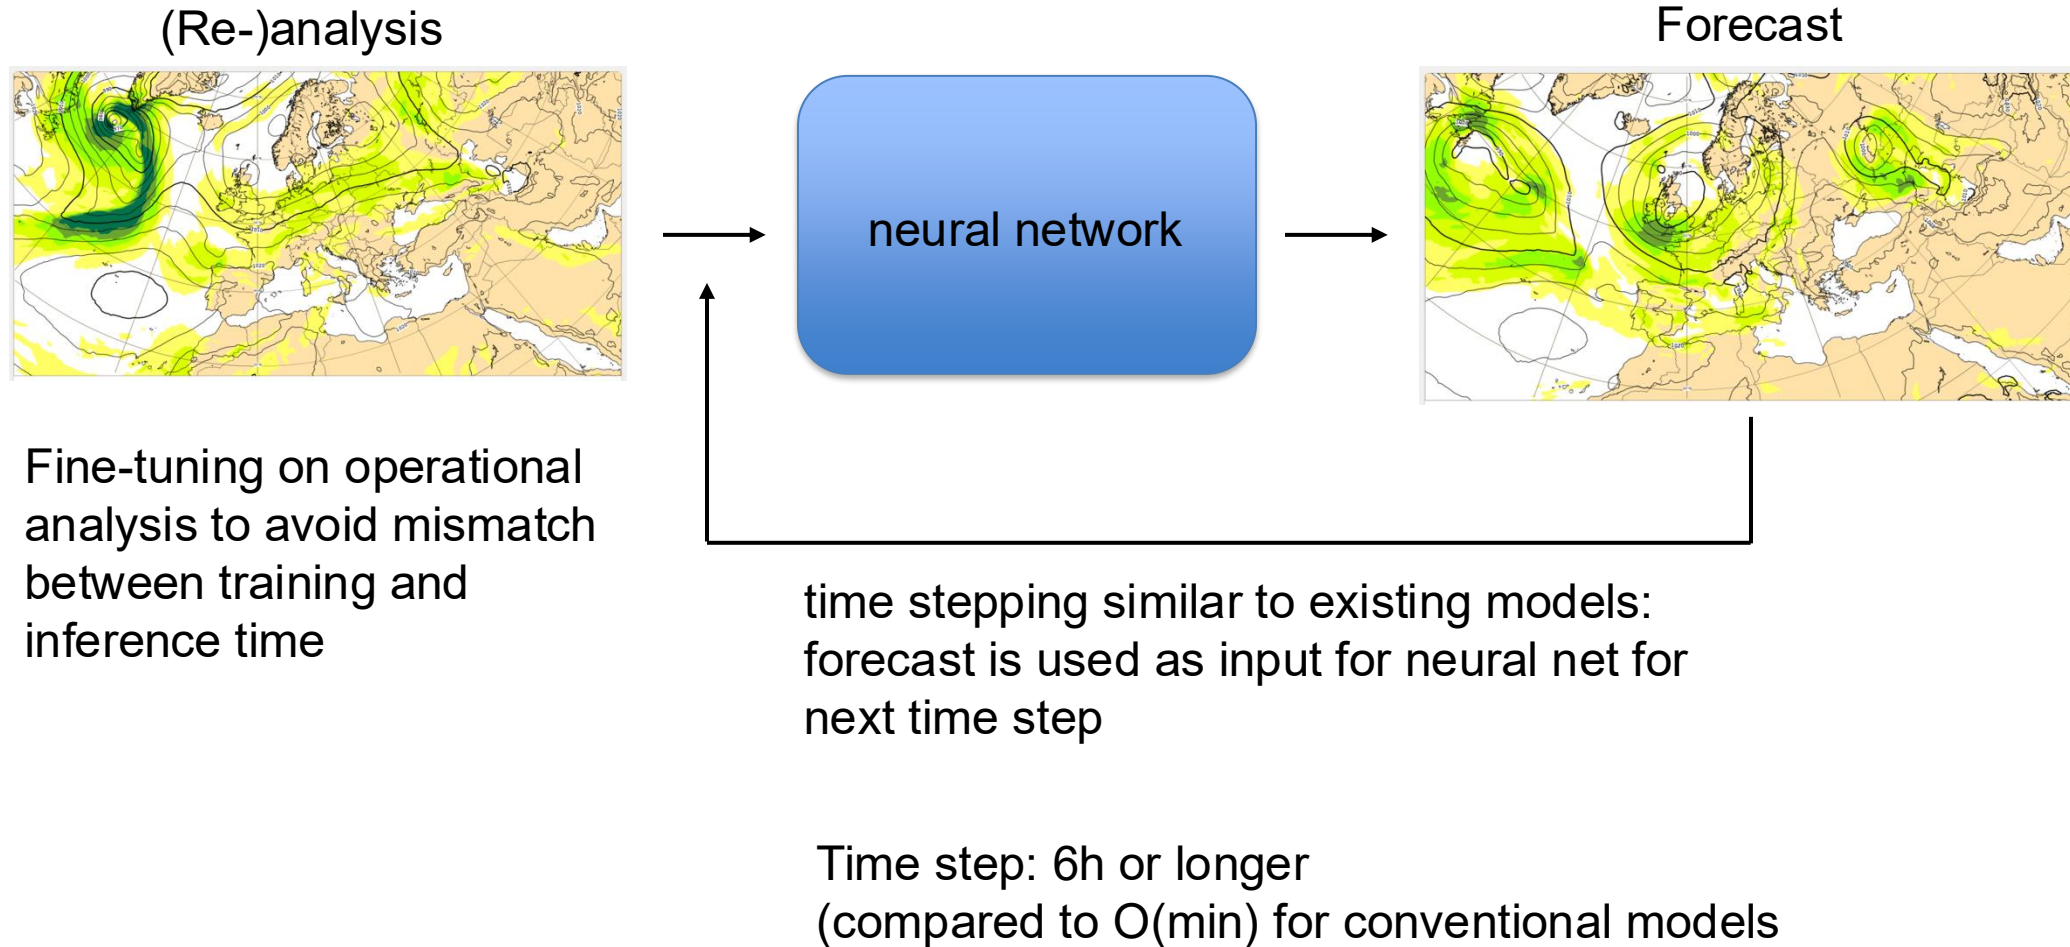 (Re-)analysis
Forecast
neural network
Fine-tuning on operational
analysis to avoid mismatch
between training and
inference time
time stepping similar to existing models:
forecast is used as input for neural net for
next time step
Time step: 6h or longer
(compared to O(min) for conventional models